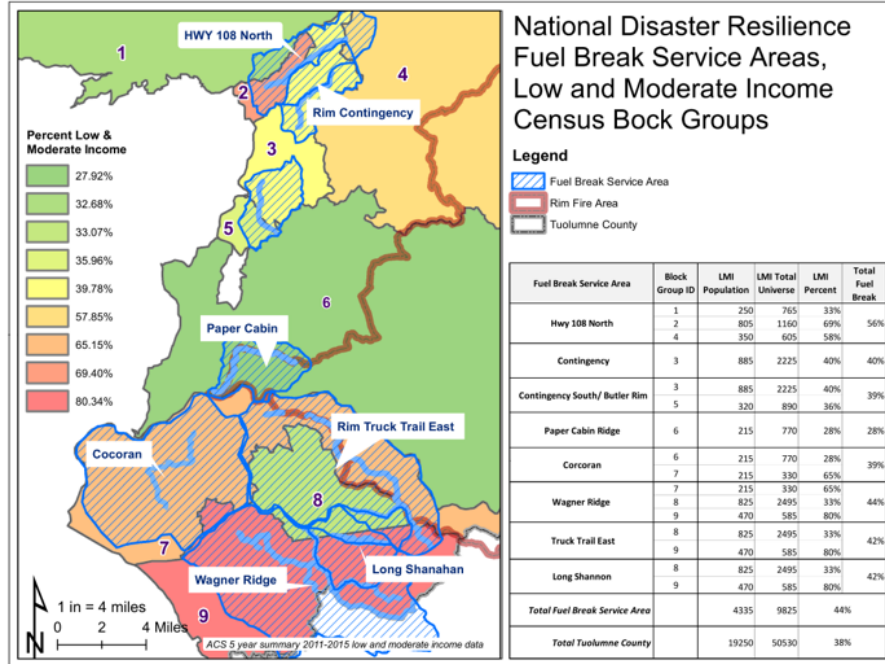 National Disaster Resilience
Fuel Break Service Areas,
Low and Moderate Income
Census Bock Groups
Legend
Fuel Break Service Area
Rim Fire Area
Tuolumne County
1
HWY 108 North
4
2
Rim Contingency
3
5
6
Paper Cabin
Rim Truck Trail East
Cocoran
8
7
Long Shanahan
Wagner Ridge
9
Percent Low &
Moderate Income
27.92%
32.68%
33.07%
35.96%
39.78%
57.85%
65.15%
69.40%
80.34%
1 in = 4 miles
0 2 4 Miles
N
ACS 5 year summary 2011-2015 low and moderate income data
Fuel Break Service Area Block Group ID LMI Population LMI Total Universe LMI Percent Total Fuel Break
Hwy 108 North 1 250 765 33% 56%
2 805 1160 69%
4 350 605 58%
Contingency 3 885 2225 40% 40%
Contingency South/ Butler Rim 3 885 2225 40% 39%
5 320 890 36%
Paper Cabin Ridge 6 215 770 28% 28%
Corcoran 6 215 770 28% 39%
7 215 330 65%
Wagner Ridge 7 215 330 65% 44%
8 825 2495 33%
9 470 585 80%
Truck Trail East 8 825 2495 33% 42%
9 470 585 80%
Long Shannon 8 825 2495 33% 42%
9 470 585 80%
Total Fuel Break Service Area 4335 9825 44%
Total Tuolumne County 19250 50530 38%